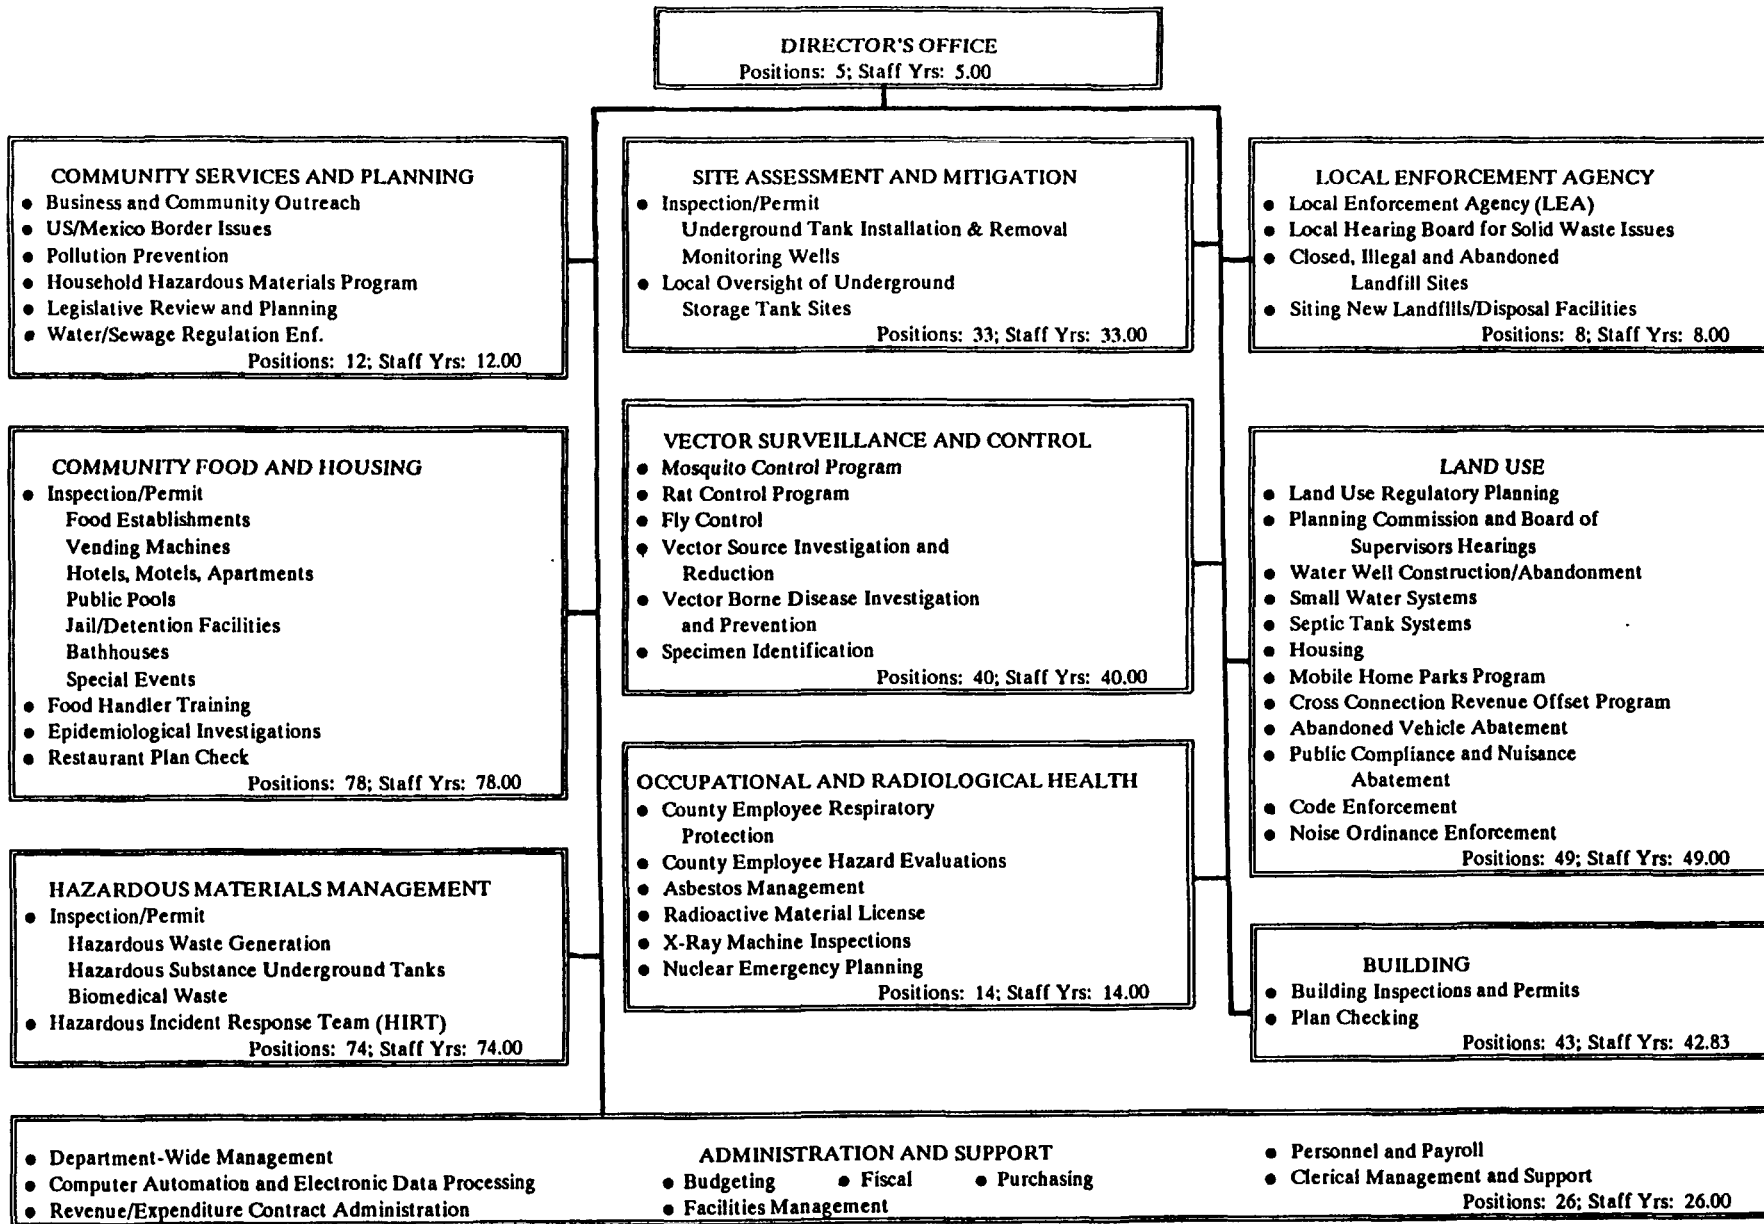 DIRECTOR'S OFFICE
Positions: 5; Staff Yrs: 5.00
COMMUNITY SERVICES AND PLANNING
● Business and Community Outreach
● US/Mexico Border Issues
● Pollution Prevention
● Household Hazardous Materials Program
● Legislative Review and Planning
● Water/Sewage Regulation Enf.
Positions: 12; Staff Yrs: 12.00
SITE ASSESSMENT AND MITIGATION
● Inspection/Permit
Underground Tank Installation & Removal
Monitoring Wells
● Local Oversight of Underground
Storage Tank Sites
Positions: 33; Staff Yrs: 33.00
LOCAL ENFORCEMENT AGENCY
● Local Enforcement Agency (LEA)
● Local Hearing Board for Solid Waste Issues
● Closed, Illegal and Abandoned
Landfill Sites
● Siting New Landfills/Disposal Facilities
Positions: 8; Staff Yrs: 8.00
COMMUNITY FOOD AND HOUSING
● Inspection/Permit
Food Establishments
Vending Machines
Hotels, Motels, Apartments
Public Pools
Jail/Detention Facilities
Bathhouses
Special Events
● Food Handler Training
● Epidemiological Investigations
● Restaurant Plan Check
Positions: 78; Staff Yrs: 78.00
VECTOR SURVEILLANCE AND CONTROL
● Mosquito Control Program
● Rat Control Program
● Fly Control
● Vector Source Investigation and
Reduction
● Vector Borne Disease Investigation
and Prevention
● Specimen Identification
Positions: 40; Staff Yrs: 40.00
LAND USE
● Land Use Regulatory Planning
● Planning Commission and Board of
Supervisors Hearings
● Water Well Construction/Abandonment
● Small Water Systems
● Septic Tank Systems
● Housing
● Mobile Home Parks Program
● Cross Connection Revenue Offset Program
● Abandoned Vehicle Abatement
● Public Compliance and Nuisance
Abatement
● Code Enforcement
● Noise Ordinance Enforcement
Positions: 49; Staff Yrs: 49.00
HAZARDOUS MATERIALS MANAGEMENT
● Inspection/Permit
Hazardous Waste Generation
Hazardous Substance Underground Tanks
Biomedical Waste
● Hazardous Incident Response Team (HIRT)
Positions: 74; Staff Yrs: 74.00
OCCUPATIONAL AND RADIOLOGICAL HEALTH
● County Employee Respiratory
Protection
● County Employee Hazard Evaluations
● Asbestos Management
● Radioactive Material License
● X-Ray Machine Inspections
● Nuclear Emergency Planning
Positions: 14; Staff Yrs: 14.00
BUILDING
● Building Inspections and Permits
● Plan Checking
Positions: 43; Staff Yrs: 42.83
ADMINISTRATION AND SUPPORT
● Department-Wide Management
● Computer Automation and Electronic Data Processing
● Revenue/Expenditure Contract Administration
● Budgeting ● Fiscal ● Purchasing
● Facilities Management
● Personnel and Payroll
● Clerical Management and Support
Positions: 26; Staff Yrs: 26.00